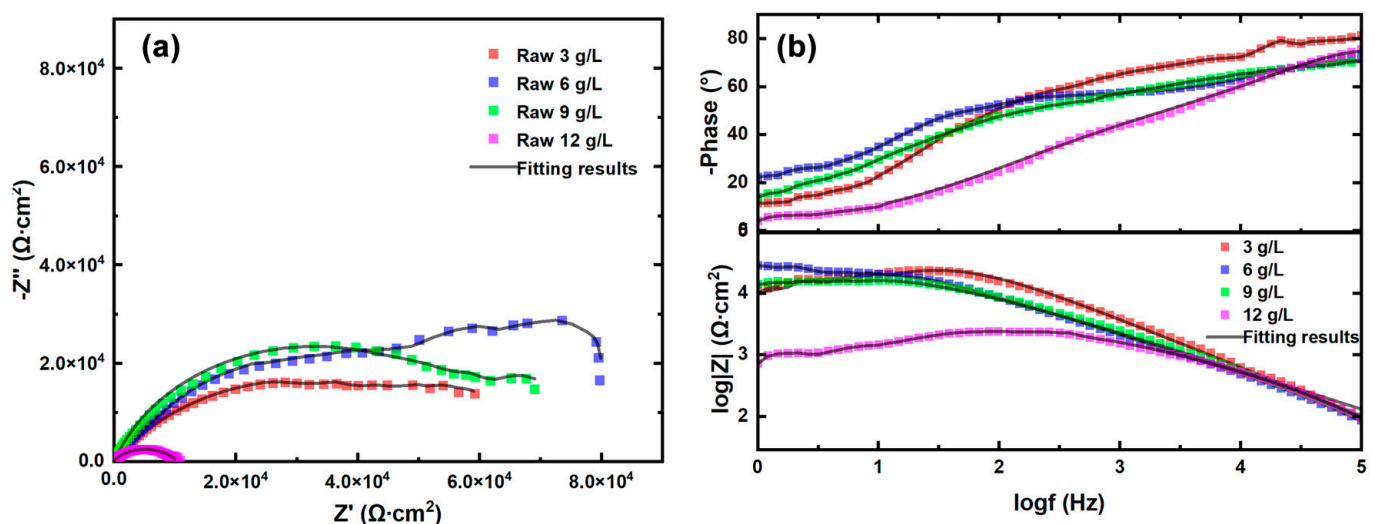 (a)
Raw 3 g/L
Raw 6 g/L
Raw 9 g/L
Raw 12 g/L
Fitting results
8.0×10⁴
6.0×10⁴
4.0×10⁴
2.0×10⁴
0.0
-Z'' (Ω·cm²)
0.0
2.0×10⁴
4.0×10⁴
6.0×10⁴
8.0×10⁴
Z' (Ω·cm²)
(b)
80
60
40
20
-Phase (°)
3 g/L
6 g/L
9 g/L
12 g/L
Fitting results
4
3
2
log|Z| (Ω·cm²)
0
1
2
3
4
5
logf (Hz)